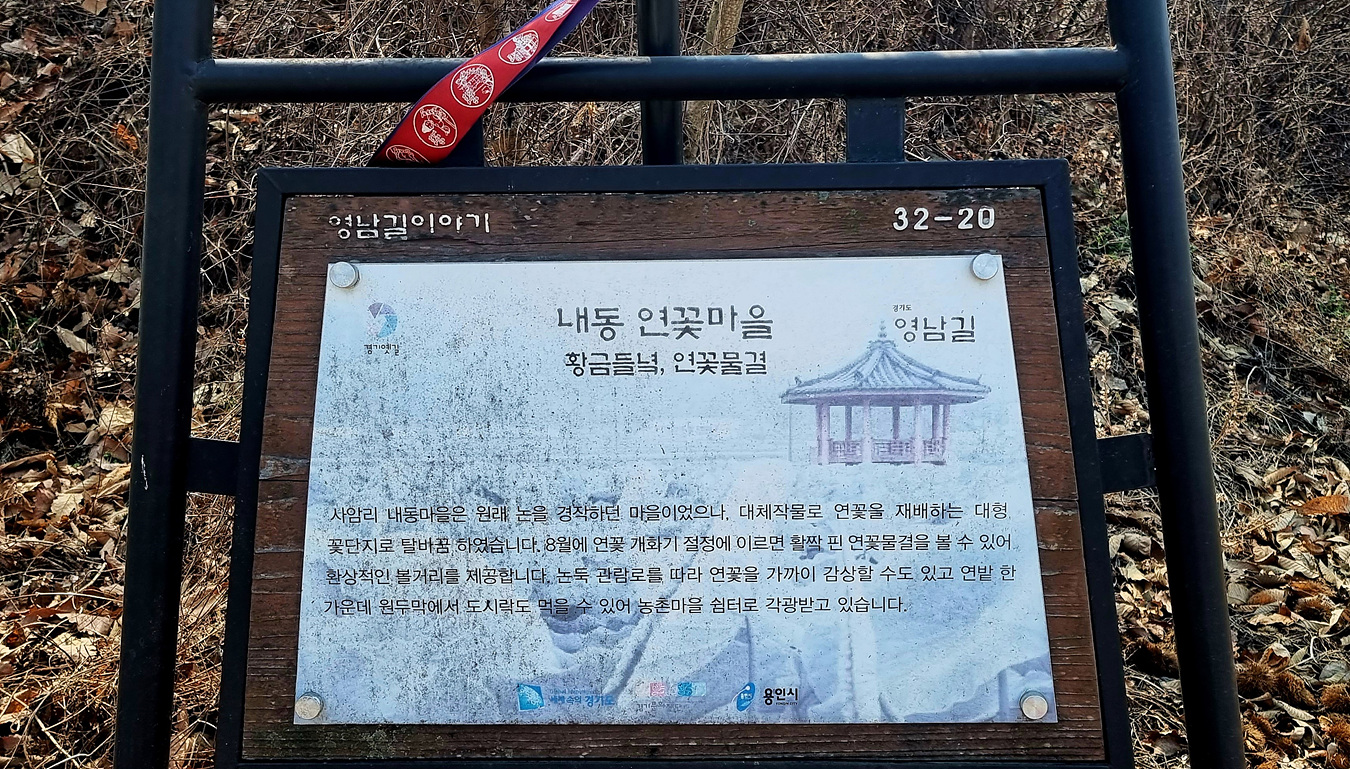 영남길이야기
32-20
경기옛길
내동 연꽃마을
황금들녘, 연꽃물결
경기도
영남길
사암리 내동마을은 원래 논을 경작하던 마을이었으나, 대체작물로 연꽃을 재배하는 대형
꽃단지로 탈바꿈 하였습니다. 8월에 연꽃 개화기 절정에 이르면 활짝 핀 연꽃물결을 볼 수 있어
환상적인 볼거리를 제공합니다. 논둑 관람로를 따라 연꽃을 가까이 감상할 수도 있고 연밭 한
가운데 원두막에서 도시락도 먹을 수 있어 농촌마을 쉼터로 각광받고 있습니다.
세계 속의 경기도
용인시
YONGIN CITY